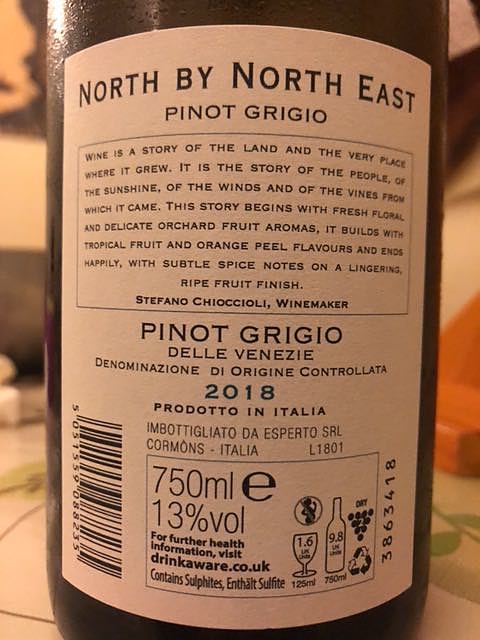 NORTH BY NORTH EAST
PINOT GRIGIO
WINE IS A STORY OF THE LAND AND THE VERY PLACE
WHERE IT GREW. IT IS THE STORY OF THE PEOPLE, OF
THE SUNSHINE, OF THE WINDS AND OF THE VINES FROM
WHICH IT CAME. THIS STORY BEGINS WITH FRESH FLORAL
AND DELICATE ORCHARD FRUIT AROMAS, IT BUILDS WITH
TROPICAL FRUIT AND ORANGE PEEL FLAVOURS AND ENDS
HAPPILY, WITH SUBTLE SPICE NOTES ON A LINGERING,
RIPE FRUIT FINISH.
STEFANO CHIOCCIOLI, WINEMAKER
PINOT GRIGIO
DELLE VENEZIE
DENOMINAZIONE DI ORIGINE CONTROLLATA
2018
PRODOTTO IN ITALIA
IMBOTTIGLIATO DA ESPERTO SRL
CORMÒNS - ITALIA L1801
5051559088235
750ml e
13%vol
For further health
information, visit
drinkaware.co.uk
Contains Sulphites, Enthält Sulfite
1.6
UK Units
125ml
9.8
UK Units
750ml
DRY
3863418